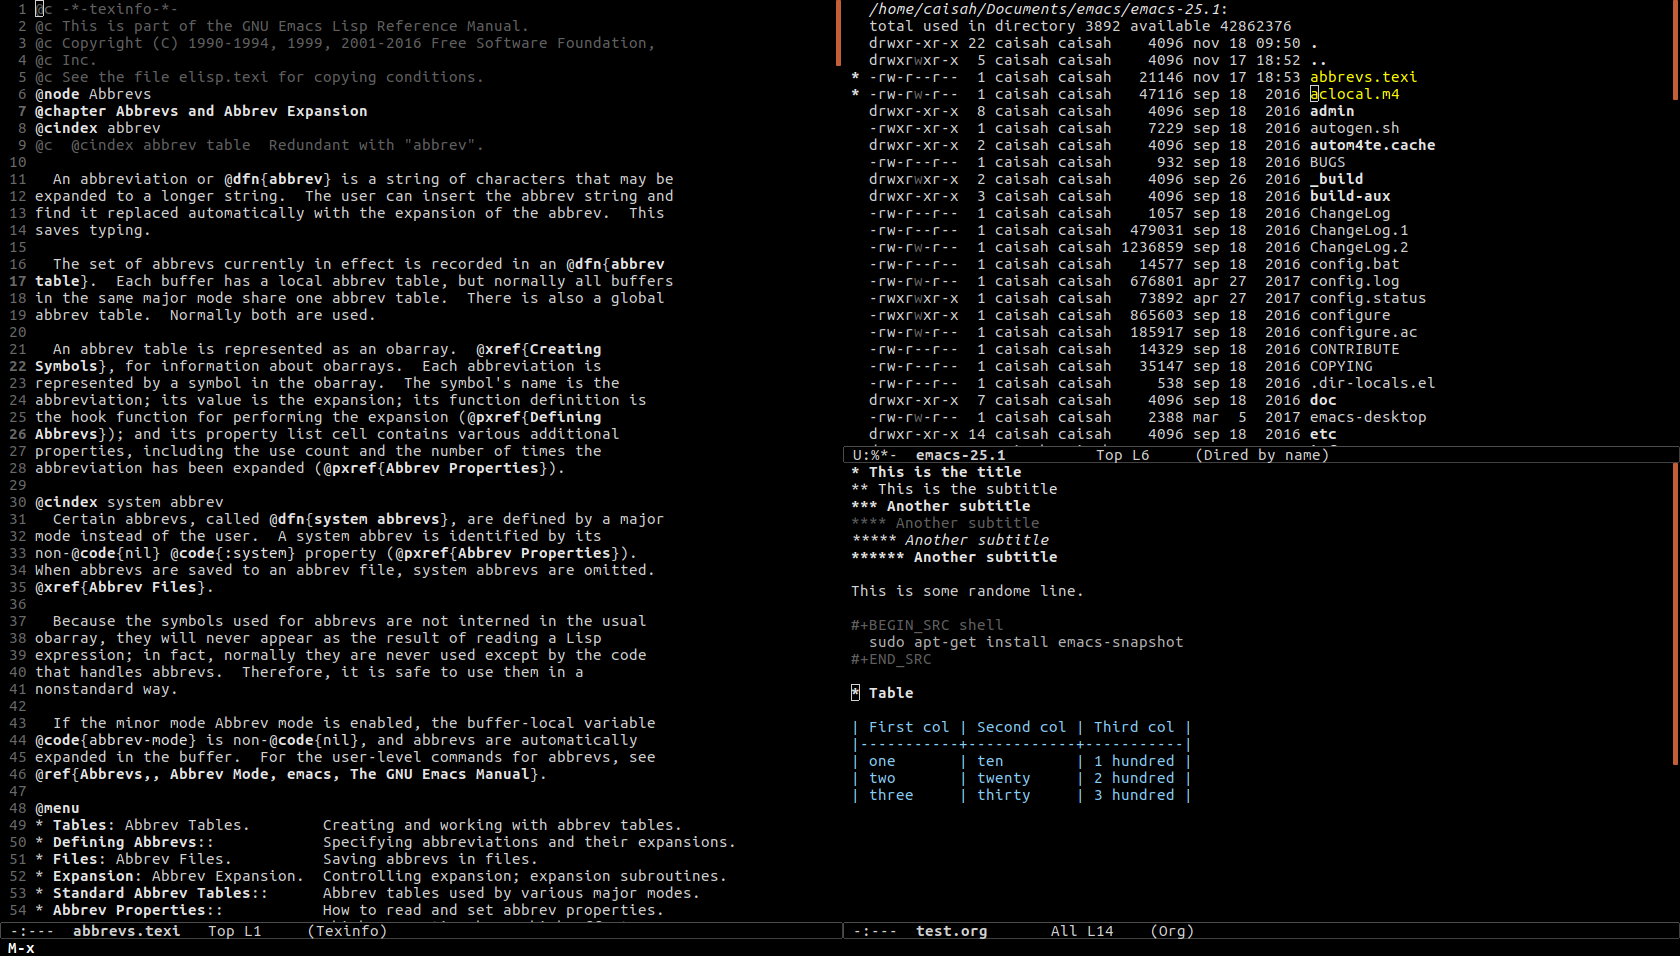 1 @c -*-texinfo-*-
2 @c This is part of the GNU Emacs Lisp Reference Manual.
3 @c Copyright (C) 1990-1994, 1999, 2001-2016 Free Software Foundation,
4 @c Inc.
5 @c See the file elisp.texi for copying conditions.
6 @node Abbrevs
7 @chapter Abbrevs and Abbrev Expansion
8 @cindex abbrev
9 @c  @cindex abbrev table  Redundant with "abbrev".
10
11   An abbreviation or @dfn{abbrev} is a string of characters that may be
12 expanded to a longer string.  The user can insert the abbrev string and
13 find it replaced automatically with the expansion of the abbrev.  This
14 saves typing.
15
16   The set of abbrevs currently in effect is recorded in an @dfn{abbrev
17 table}.  Each buffer has a local abbrev table, but normally all buffers
18 in the same major mode share one abbrev table.  There is also a global
19 abbrev table.  Normally both are used.
20
21   An abbrev table is represented as an obarray.  @xref{Creating
22 Symbols}, for information about obarrays.  Each abbreviation is
23 represented by a symbol in the obarray.  The symbol's name is the
24 abbreviation; its value is the expansion; its function definition is
25 the hook function for performing the expansion (@pxref{Defining
26 Abbrevs}); and its property list cell contains various additional
27 properties, including the use count and the number of times the
28 abbreviation has been expanded (@pxref{Abbrev Properties}).
29
30 @cindex system abbrev
31   Certain abbrevs, called @dfn{system abbrevs}, are defined by a major
32 mode instead of the user.  A system abbrev is identified by its
33 non-@code{nil} @code{:system} property (@pxref{Abbrev Properties}).
34 When abbrevs are saved to an abbrev file, system abbrevs are omitted.
35 @xref{Abbrev Files}.
36
37   Because the symbols used for abbrevs are not interned in the usual
38 obarray, they will never appear as the result of reading a Lisp
39 expression; in fact, normally they are never used except by the code
40 that handles abbrevs.  Therefore, it is safe to use them in a
41 nonstandard way.
42
43   If the minor mode Abbrev mode is enabled, the buffer-local variable
44 @code{abbrev-mode} is non-@code{nil}, and abbrevs are automatically
45 expanded in the buffer.  For the user-level commands for abbrevs, see
46 @ref{Abbrevs,, Abbrev Mode, emacs, The GNU Emacs Manual}.
47
48 @menu
49 * Tables: Abbrev Tables.        Creating and working with abbrev tables.
50 * Defining Abbrevs::            Specifying abbreviations and their expansions.
51 * Files: Abbrev Files.          Saving abbrevs in files.
52 * Expansion: Abbrev Expansion.  Controlling expansion; expansion subroutines.
53 * Standard Abbrev Tables::      Abbrev tables used by various major modes.
54 * Abbrev Properties::           How to read and set abbrev properties.
-:---  abbrevs.texi   Top L1     (Texinfo)
M-x
/home/caisah/Documents/emacs/emacs-25.1:
total used in directory 3892 available 42862376
drwxr-xr-x 22 caisah caisah    4096 nov 18 09:50 .
drwxr-xr-x  5 caisah caisah    4096 nov 17 18:52 ..
* -rw-r--r--  1 caisah caisah   21146 nov 17 18:53 abbrevs.texi
* -rw-rw-r--  1 caisah caisah   47116 sep 18  2016 aclocal.m4
drwxr-xr-x  8 caisah caisah    4096 sep 18  2016 admin
-rwxr-xr-x  1 caisah caisah    7229 sep 18  2016 autogen.sh
drwxr-xr-x  2 caisah caisah    4096 sep 18  2016 autom4te.cache
-rw-r--r--  1 caisah caisah     932 sep 18  2016 BUGS
drwxrwxr-x  2 caisah caisah    4096 sep 26  2016 _build
drwxr-xr-x  3 caisah caisah    4096 sep 18  2016 build-aux
-rw-r--r--  1 caisah caisah    1057 sep 18  2016 ChangeLog
-rw-rw-r--  1 caisah caisah  479031 sep 18  2016 ChangeLog.1
-rw-rw-r--  1 caisah caisah 1236859 sep 18  2016 ChangeLog.2
-rw-r--r--  1 caisah caisah   14577 sep 18  2016 config.bat
-rw-rw-r--  1 caisah caisah  676801 apr 27  2017 config.log
-rwxrwxr-x  1 caisah caisah   73892 apr 27  2017 config.status
-rwxrwxr-x  1 caisah caisah  865603 sep 18  2016 configure
-rw-rw-r--  1 caisah caisah  185917 sep 18  2016 configure.ac
-rw-r--r--  1 caisah caisah   14329 sep 18  2016 CONTRIBUTE
-rw-r--r--  1 caisah caisah   35147 sep 18  2016 COPYING
-rw-r--r--  1 caisah caisah     538 sep 18  2016 .dir-locals.el
drwxr-xr-x  7 caisah caisah    4096 sep 18  2016 doc
-rw-rw-r--  1 caisah caisah    2388 mar  5  2017 emacs-desktop
drwxr-xr-x 14 caisah caisah    4096 sep 18  2016 etc
U:%*-  emacs-25.1          Top L6     (Dired by name)
* This is the title
** This is the subtitle
*** Another subtitle
**** Another subtitle
***** Another subtitle
****** Another subtitle
This is some randome line.
#+BEGIN_SRC shell
  sudo apt-get install emacs-snapshot
#+END_SRC
* Table
| First col | Second col | Third col |
|-----------+------------+-----------|
| one       | ten        | 1 hundred |
| two       | twenty     | 2 hundred |
| three     | thirty     | 3 hundred |
-:---  test.org       All L14    (Org)